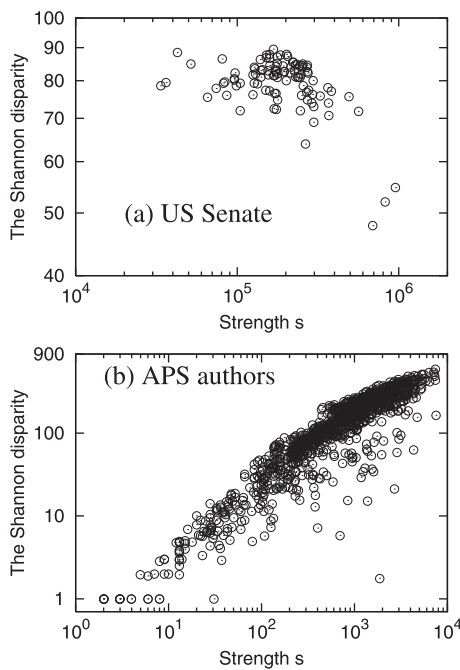 100
90
80
70
60
50
40
The Shannon disparity
(a) US Senate
10^4 10^5 10^6
Strength s
900
100
10
1
The Shannon disparity
(b) APS authors
10^0 10^1 10^2 10^3 10^4
Strength s